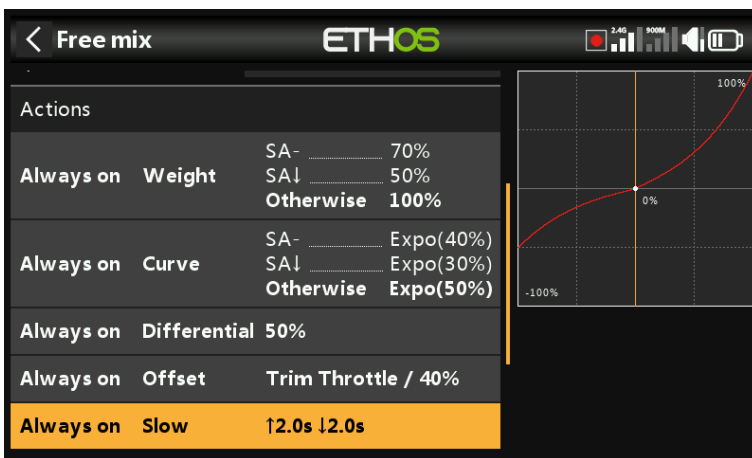 Free mix
ETHOS
2.4G
900M
Actions
Always on Weight
SA- 70%
SA↓ 50%
Otherwise 100%
Always on Curve
SA- Expo(40%)
SA↓ Expo(30%)
Otherwise Expo(50%)
Always on Differential 50%
Always on Offset Trim Throttle / 40%
Always on Slow ↑2.0s ↓2.0s
100%
0%
-100%